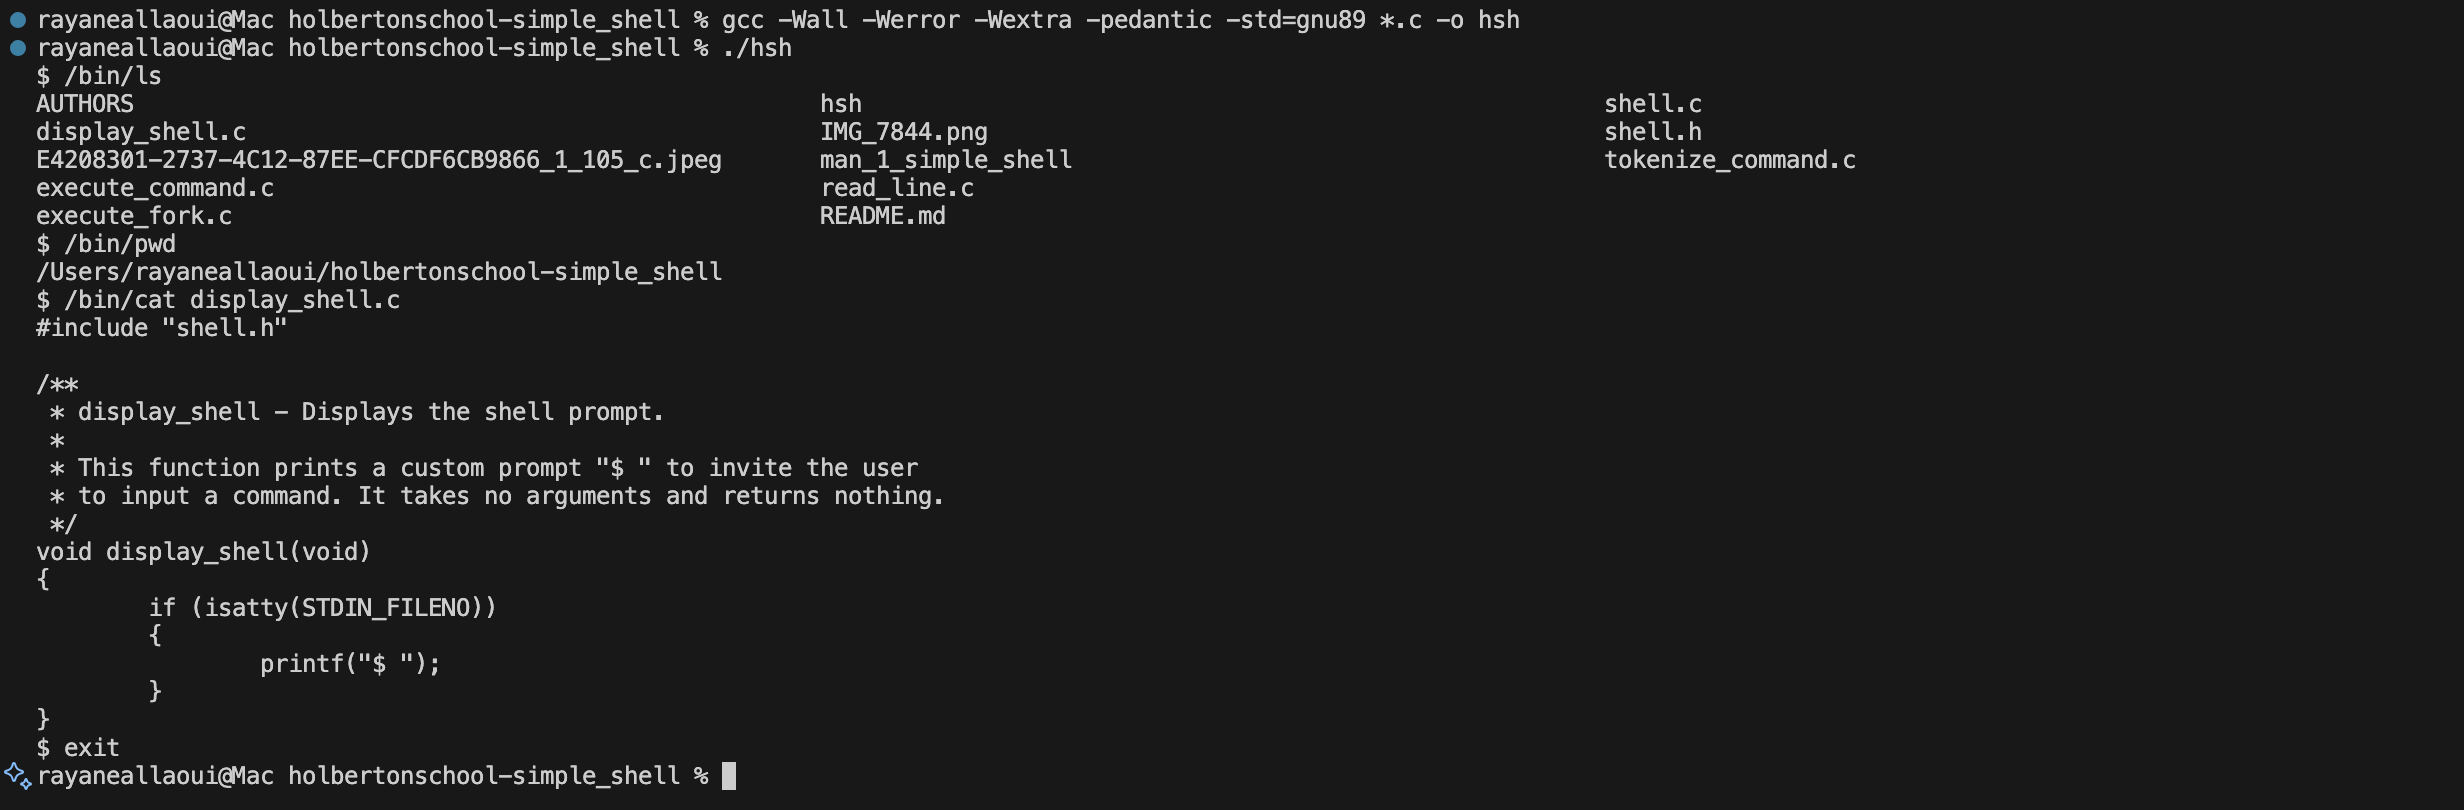 rayaneallaoui@Mac holbertonschool-simple_shell % gcc -Wall -Werror -Wextra -pedantic -std=gnu89 *.c -o hsh
rayaneallaoui@Mac holbertonschool-simple_shell % ./hsh
$ /bin/ls
AUTHORS hsh shell.c
display_shell.c IMG_7844.png shell.h
E4208301-2737-4C12-87EE-CFCDF6CB9866_1_105_c.jpeg man_1_simple_shell tokenize_command.c
execute_command.c read_line.c
execute_fork.c README.md
$ /bin/pwd
/Users/rayaneallaoui/holbertonschool-simple_shell
$ /bin/cat display_shell.c
#include "shell.h"

/**
 * display_shell - Displays the shell prompt.
 *
 * This function prints a custom prompt "$ " to invite the user
 * to input a command. It takes no arguments and returns nothing.
 */
void display_shell(void)
{
        if (isatty(STDIN_FILENO))
        {
                printf("$ ");
        }
}
$ exit
rayaneallaoui@Mac holbertonschool-simple_shell %